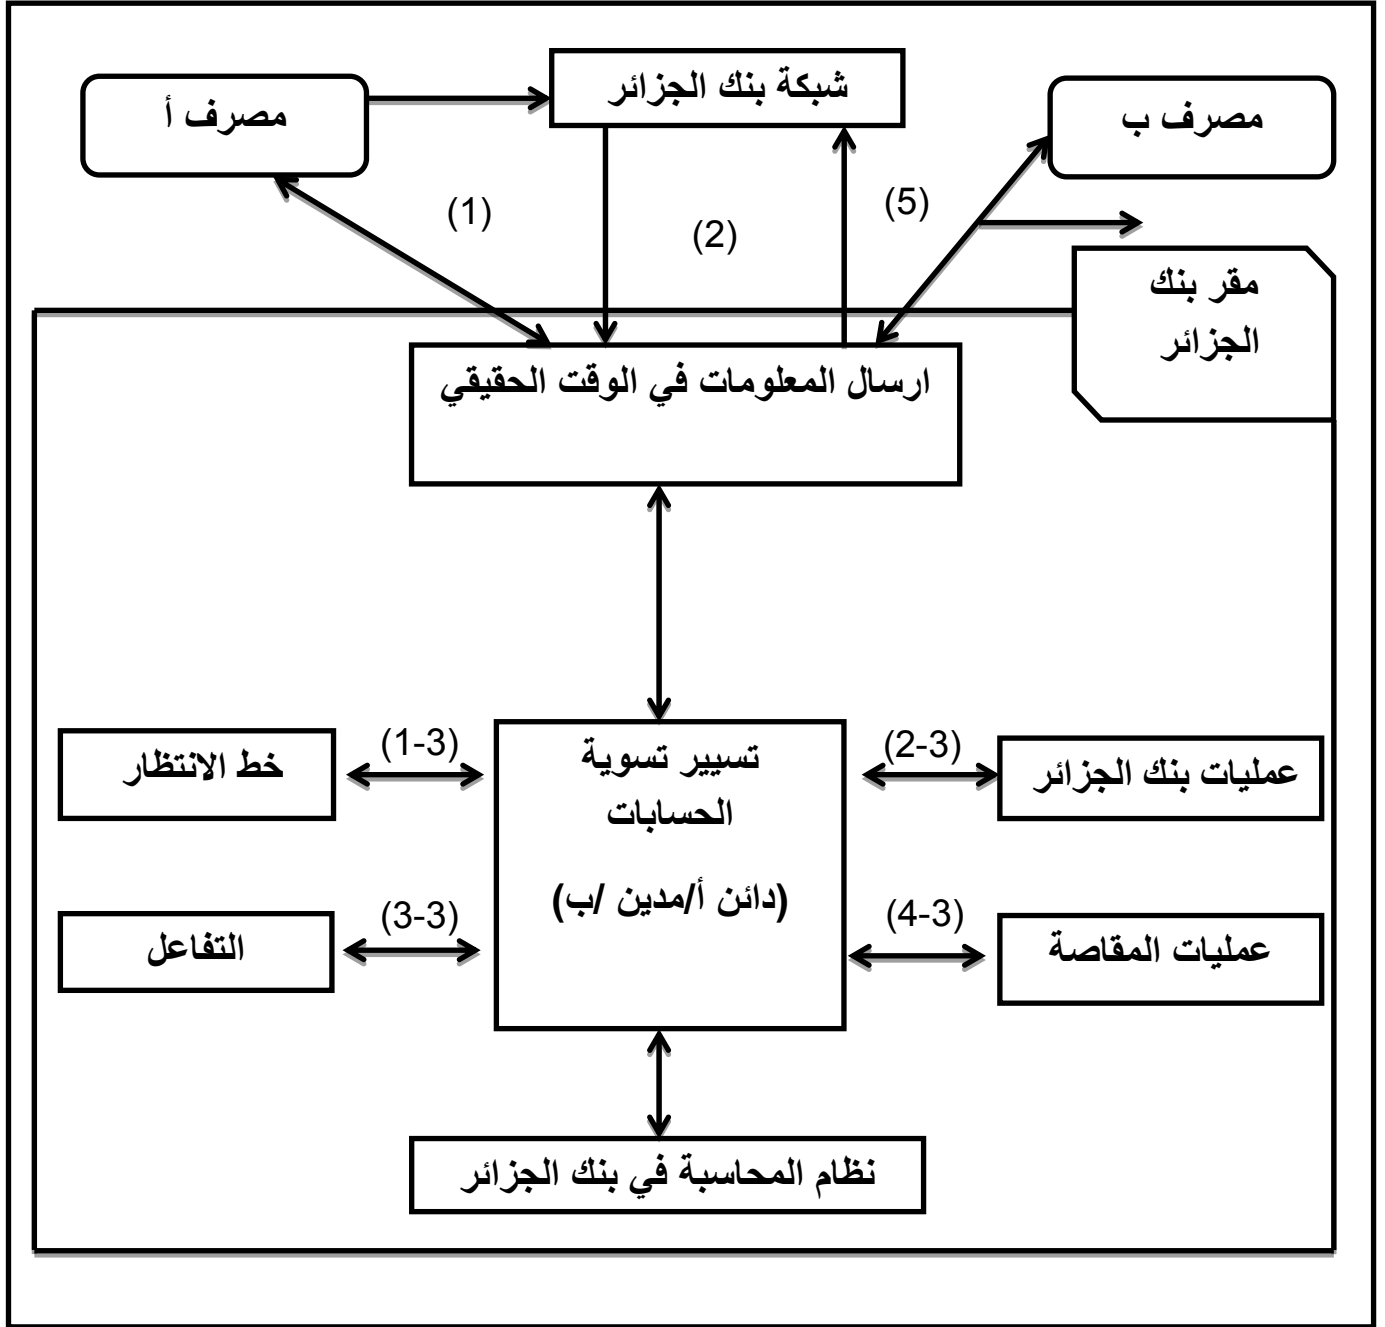 شبكة بنك الجزائر
مصرف ب
مصرف أ
(5)
(2)
(1)
مقر بنك
الجزائر
ارسال المعلومات في الوقت الحقيقي
(2-3)
تسيير تسوية
الحسابات
(دائن أ/مدين /ب)
(1-3)
عمليات بنك الجزائر
خط الانتظار
(4-3)
(3-3)
عمليات المقاصة
التفاعل
نظام المحاسبة في بنك الجزائر